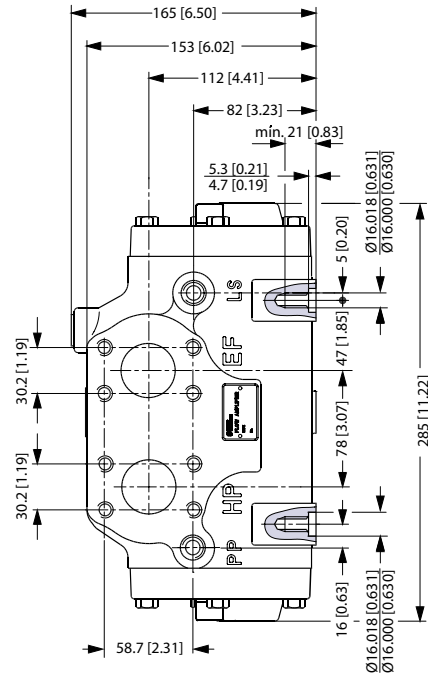 165 [6.50]
153 [6.02]
112 [4.41]
82 [3.23]
mín. 21 [0.83]
5.3 [0.21]
4.7 [0.19]
Ø16.018 [0.631]
Ø16.000 [0.630]
5 [0.20]
LS
EF
47 [1.85]
30.2 [1.19]
285 [11.22]
FLOW AMPLIFIER
78 [3.07]
30.2 [1.19]
HP
PP
16 [0.63]
Ø16.018 [0.631]
Ø16.000 [0.630]
58.7 [2.31]